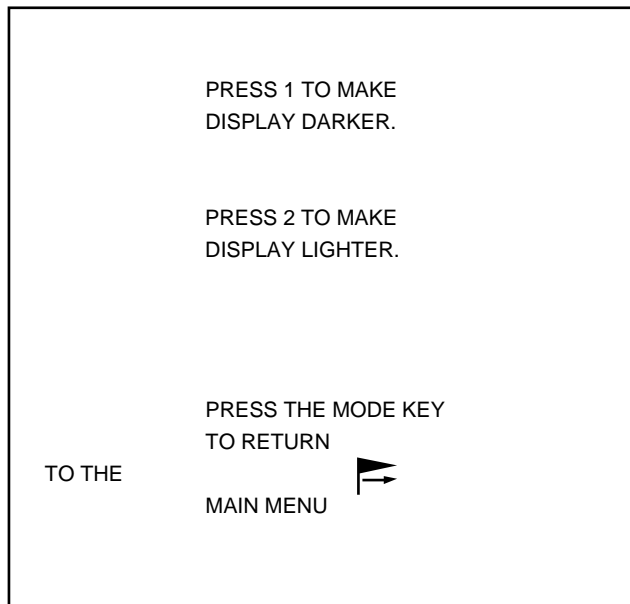 PRESS 1 TO MAKE
DISPLAY DARKER.
PRESS 2 TO MAKE
DISPLAY LIGHTER.
PRESS THE MODE KEY
TO RETURN
TO THE
MAIN MENU